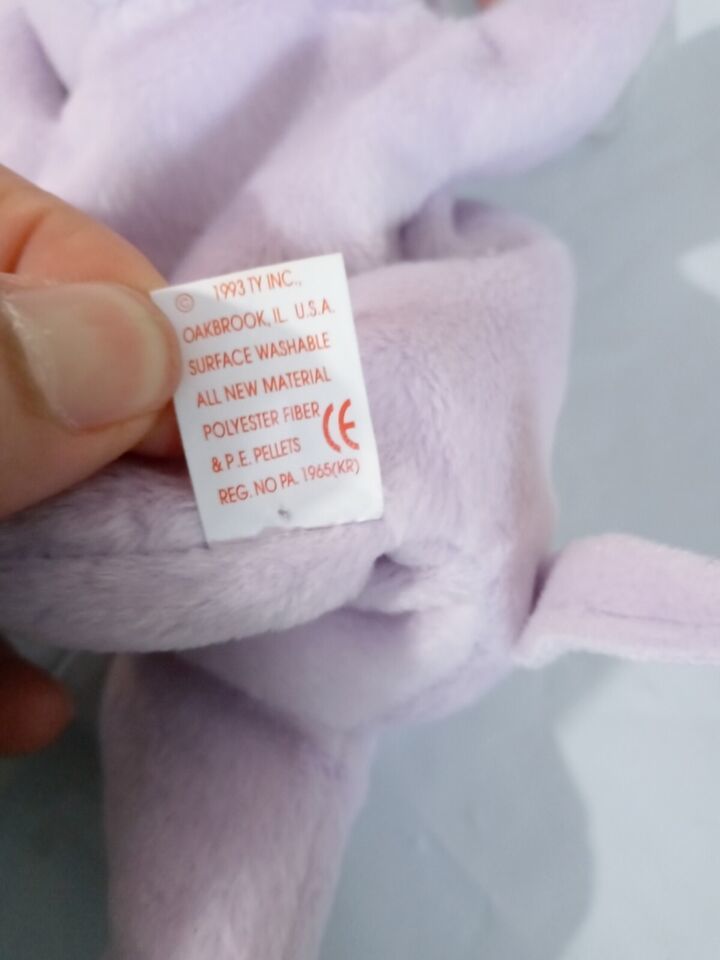 © 1993 TY INC.,
OAKBROOK, IL U.S.A.
SURFACE WASHABLE
ALL NEW MATERIAL
POLYESTER FIBER
& P.E. PELLETS CE
REG. NO PA. 1965(KR)